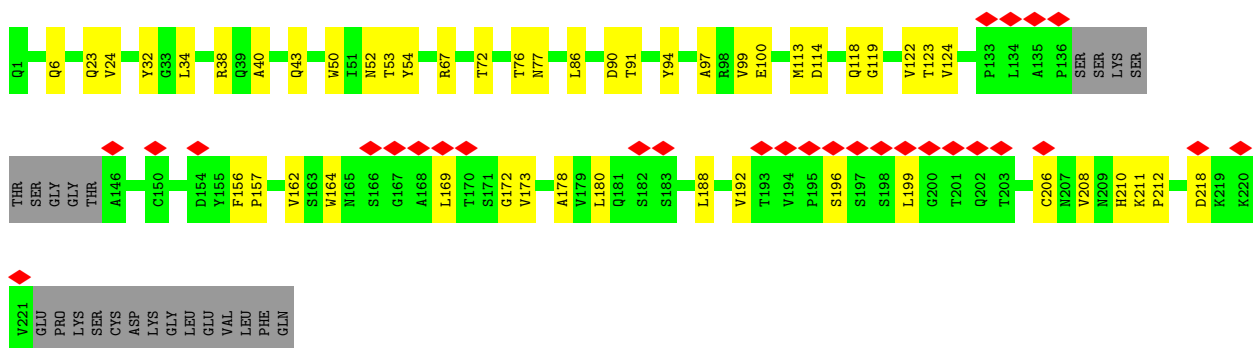 Q1 Q6 Q23 V24 Y32 G33 L34 R38 Q39 A40 Q43 W50 I51 N52 T53 Y54 R67 T72 T76 N77 L86 D90 T91 Y94 A97 R98 V99 E100 M113 D114 Q118 G119 V122 T123 V124 P133 L134 A135 P136 SER SER LYS SER
THR SER GLY GLY THR A146 C150 D154 Y155 F156 P157 V162 S163 W164 N165 S166 G167 A168 L169 T170 S171 G172 V173 A178 V179 L180 Q181 S182 S183 L188 V192 T193 V194 P195 S196 S197 S198 L199 G200 T201 Q202 T203 C206 N207 V208 N209 H210 K211 P212 D218 K219 K220
V221 GLU PRO LYS SER CYS ASP LYS GLY LEU GLU VAL LEU PHE GLN